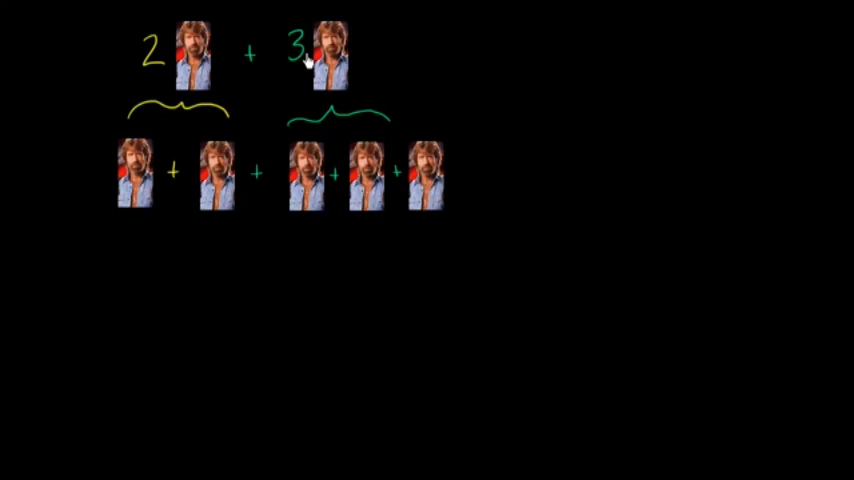 2 + 3
+ + + +